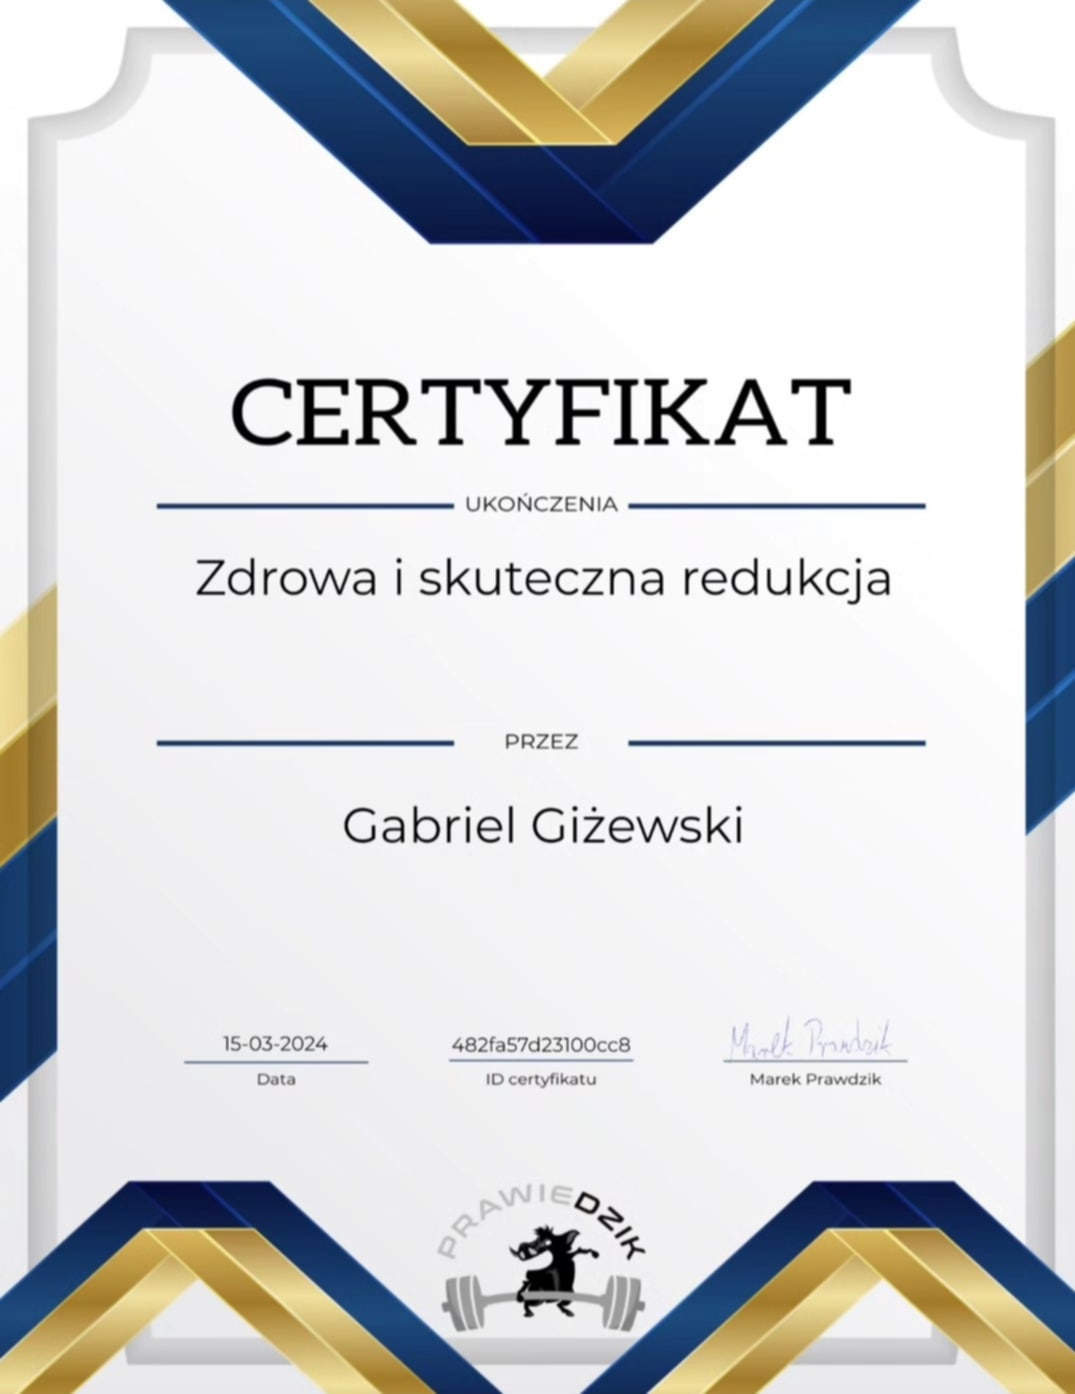 CERTYFIKAT
UKOŃCZENIA
Zdrowa i skuteczna redukcja
PRZEZ
Gabriel Giżewski
15-03-2024
Data
482fa57d23100cc8
ID certyfikatu
Marek Prawdzik
Marek Prawdzik
PRAWIEDZIK